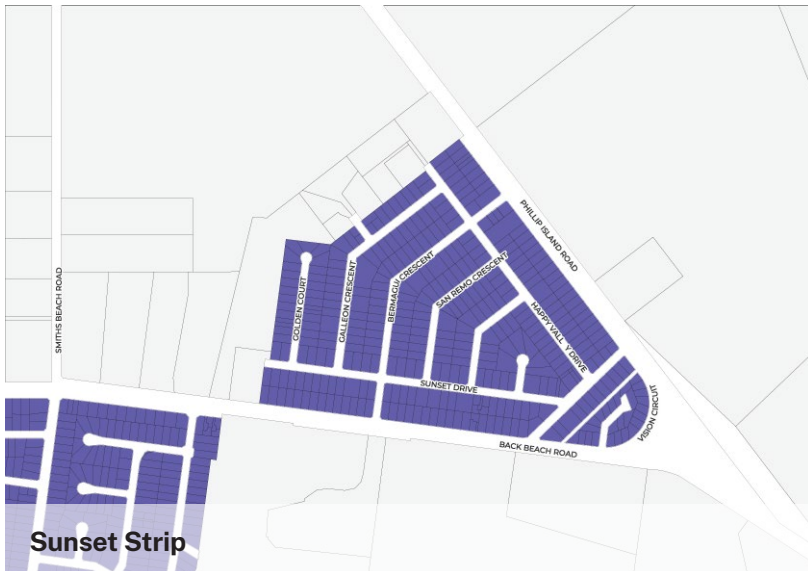 PHILLIP ISLAND ROAD
SMITHS BEACH ROAD
GOLDEN COURT
GALLEON CRESCENT
BERMAGUI CRESCENT
SAN REMO CRESCENT
HAPPY VALL Y DRIVE
SUNSET DRIVE
VISION CIRCUIT
BACK BEACH ROAD
Sunset Strip